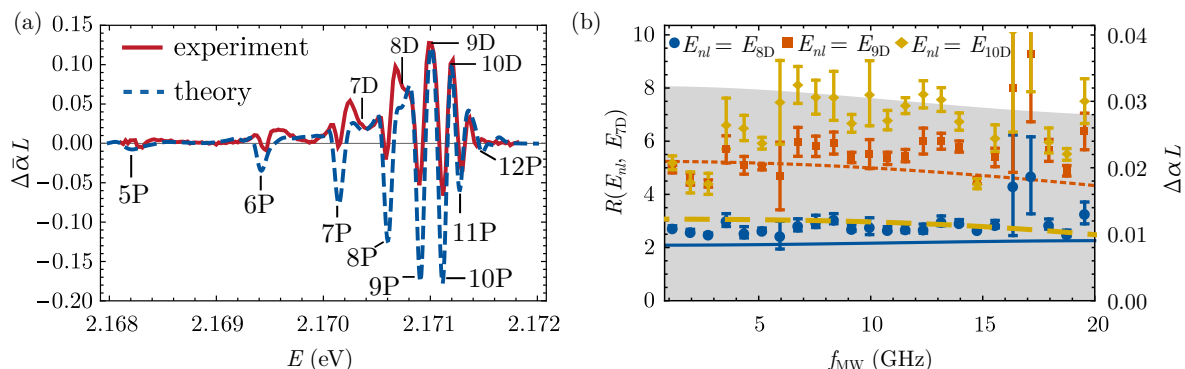 (a)
0.15
0.10
0.05
0.00
−0.05
−0.10
−0.15
−0.20
ΔᾱL
experiment
theory
5P
6P
7P
8P
9P
10P
11P
12P
7D
8D
9D
10D
2.168
2.169
2.170
2.171
2.172
E (eV)
(b)
E_nl = E_8D E_nl = E_9D E_nl = E_10D
10
8
6
4
2
0
R(E_nl, E_7D)
0.04
0.03
0.02
0.01
0.00
ΔαL
5
10
15
20
f_MW (GHz)